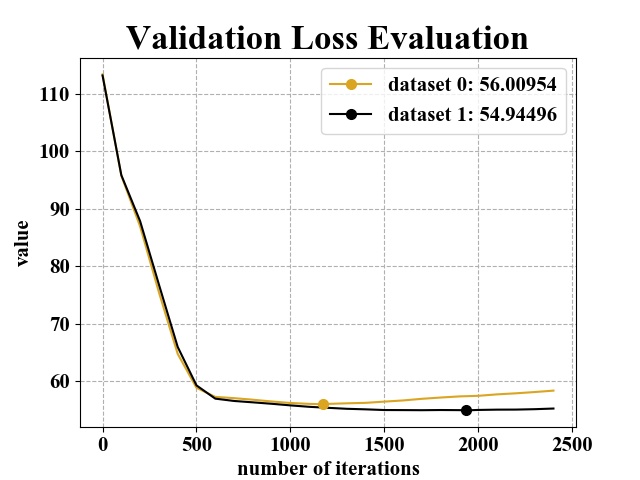 Validation Loss Evaluation
dataset 0: 56.00954
dataset 1: 54.94496
value
110
100
90
80
70
60
0 500 1000 1500 2000 2500
number of iterations